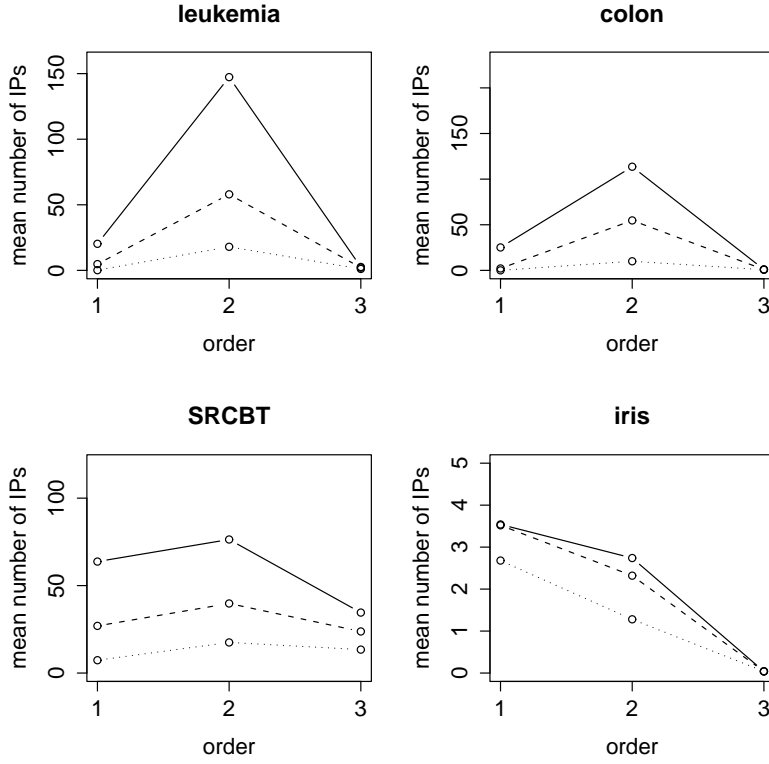 leukemia
mean number of IPs
150
100
50
0
1 2 3
order
colon
mean number of IPs
150
50
0
1 2 3
order
SRCBT
mean number of IPs
100
50
0
1 2 3
order
iris
mean number of IPs
5
4
3
2
1
0
1 2 3
order